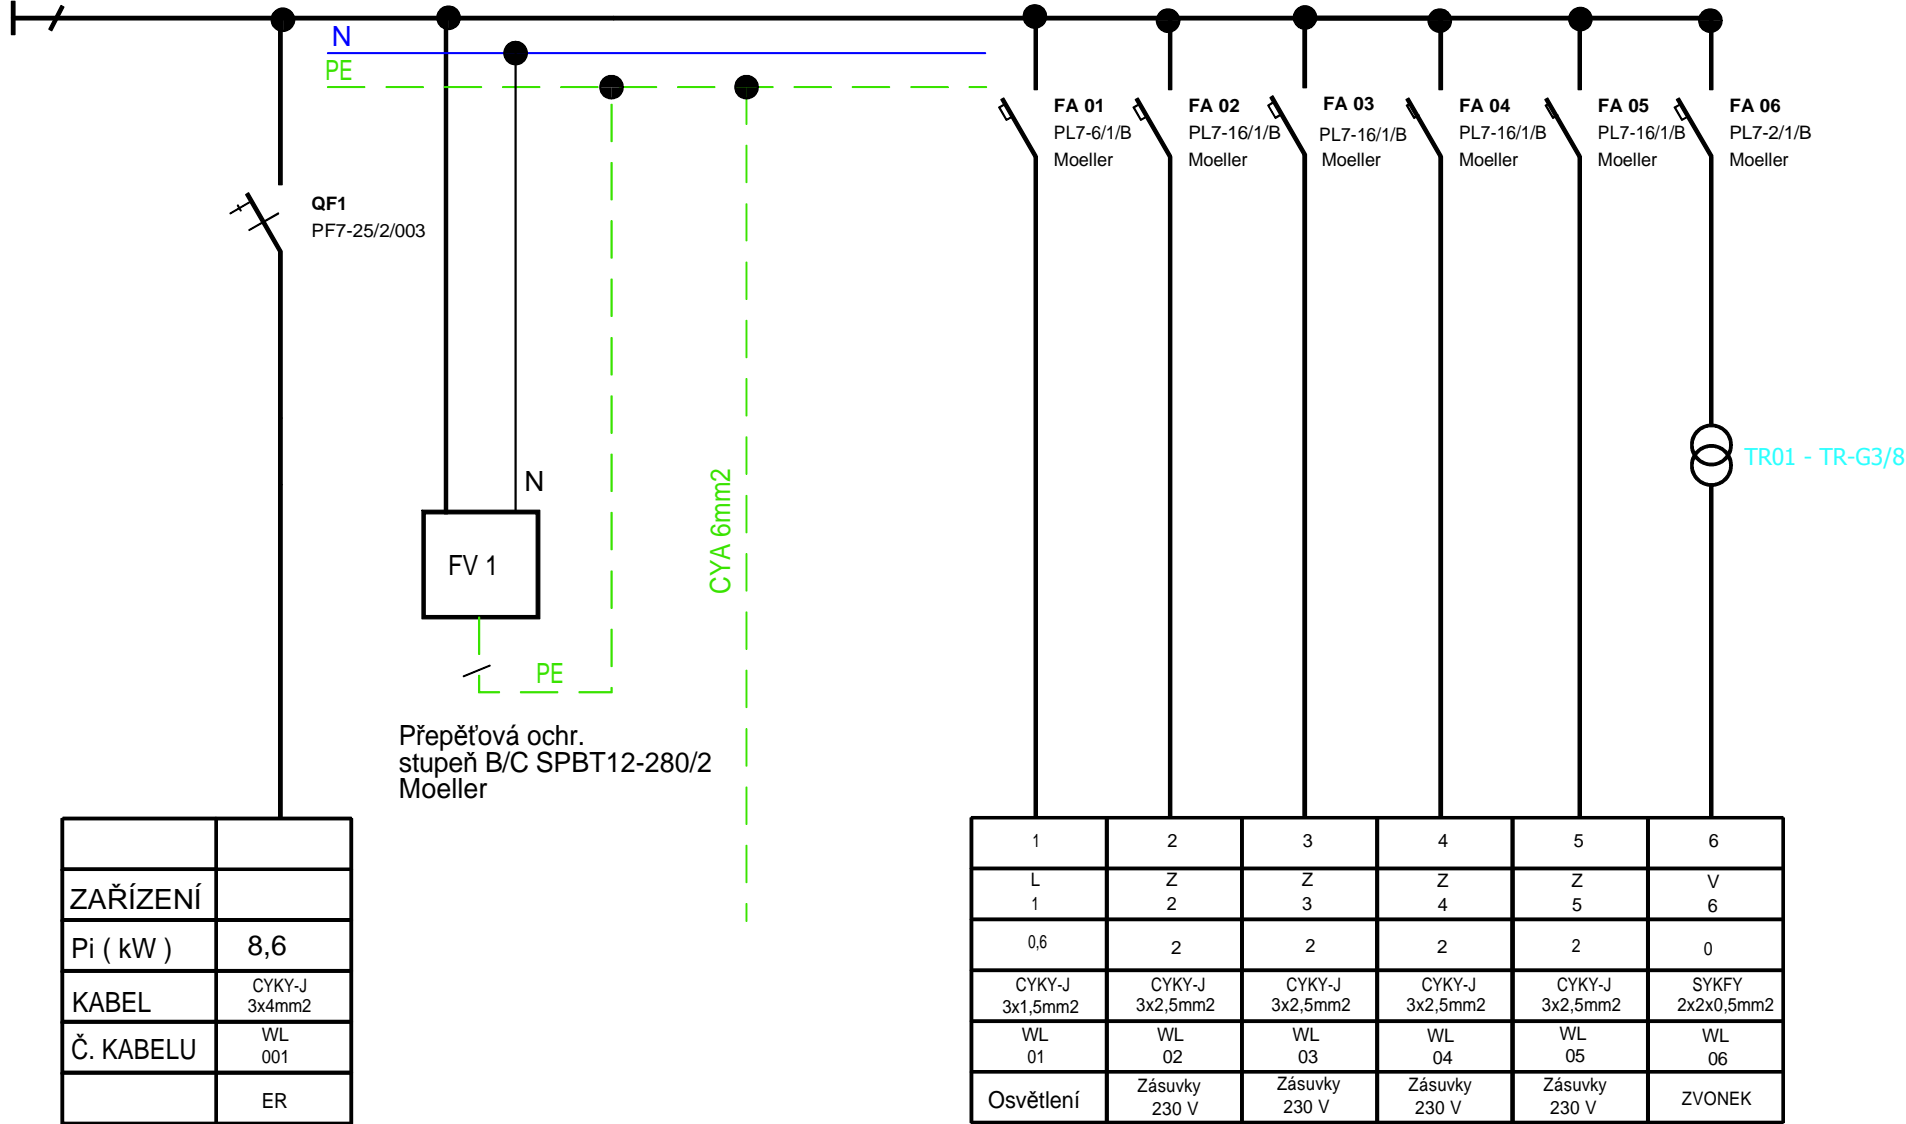 N
PE
QF1
PF7-25/2/003
FA 01
PL7-6/1/B
Moeller
FA 02
PL7-16/1/B
Moeller
FA 03
PL7-16/1/B
Moeller
FA 04
PL7-16/1/B
Moeller
FA 05
PL7-16/1/B
Moeller
FA 06
PL7-2/1/B
Moeller
TR01 - TR-G3/8
N
FV 1
CYA 6mm2
PE
Přepěťová ochr.
stupeň B/C SPBT12-280/2
Moeller
ZAŘÍZENÍ
Pi ( kW ) 8,6
KABEL CYKY-J
3x4mm2
Č. KABELU WL
001
ER
1 2 3 4 5 6
L Z Z Z Z V
1 2 3 4 5 6
0,6 2 2 2 2 0
CYKY-J CYKY-J CYKY-J CYKY-J CYKY-J SYKFY
3x1,5mm2 3x2,5mm2 3x2,5mm2 3x2,5mm2 3x2,5mm2 2x2x0,5mm2
WL WL WL WL WL WL
01 02 03 04 05 06
Osvětlení Zásuvky Zásuvky Zásuvky Zásuvky ZVONEK
230 V 230 V 230 V 230 V